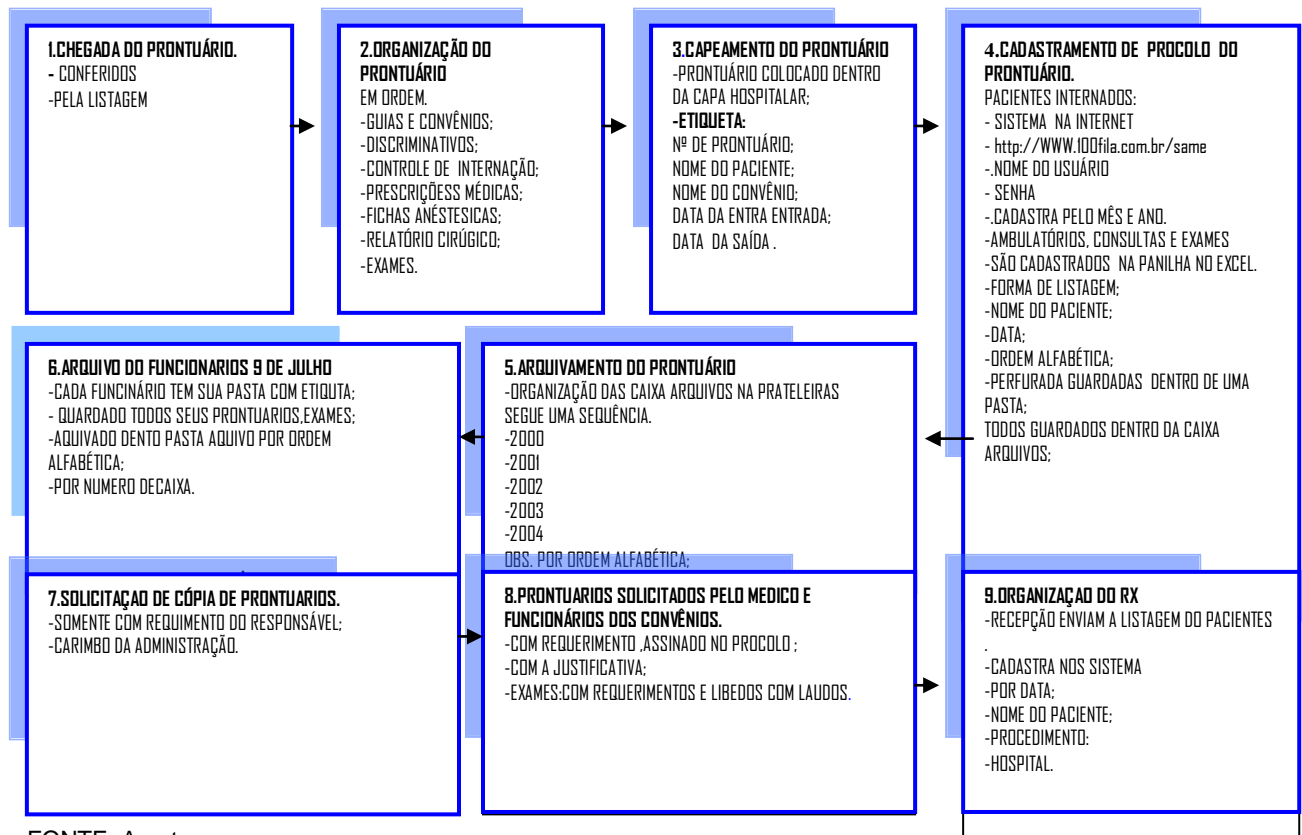 1.CHEGADA DO PRONTUÁRIO.
- CONFERIDOS
-PELA LISTAGEM
2.ORGANIZAÇÃO DO
PRONTUÁRIO
EM ORDEM.
-GUIAS E CONVÊNIOS;
-DISCRIMINATIVOS;
-CONTROLE DE INTERNAÇÃO;
-PRESCRIÇÕESS MÉDICAS;
-FICHAS ANÉSTESICAS;
-RELATÓRIO CIRÚGICO;
-EXAMES.
3.CAPEAMENTO DO PRONTUÁRIO
-PRONTUÁRIO COLOCADO DENTRO
DA CAPA HOSPITALAR;
-ETIQUETA:
Nº DE PRONTUÁRIO;
NOME DO PACIENTE;
NOME DO CONVÊNIO;
DATA DA ENTRA ENTRADA;
DATA DA SAÍDA .
4.CADASTRAMENTO DE PROCOLO DO
PRONTUÁRIO.
PACIENTES INTERNADOS:
- SISTEMA NA INTERNET
- http://WWW.100fila.com.br/same
-.NOME DO USUÁRIO
- SENHA
-.CADASTRA PELO MÊS E ANO.
-AMBULATÓRIOS, CONSULTAS E EXAMES
-SÃO CADASTRADOS NA PANILHA NO EXCEL.
-FORMA DE LISTAGEM;
-NOME DO PACIENTE;
-DATA;
-ORDEM ALFABÉTICA;
-PERFURADA GUARDADAS DENTRO DE UMA
PASTA;
TODOS GUARDADOS DENTRO DA CAIXA
ARQUIVOS;
6.ARQUIVO DO FUNCIONARIOS 9 DE JULHO
-CADA FUNCINÁRIO TEM SUA PASTA COM ETIQUTA;
- QUARDADO TODOS SEUS PRONTUARIOS,EXAMES;
-AQUIVADO DENTO PASTA AQUIVO POR ORDEM
ALFABÉTICA;
-POR NUMERO DECAIXA.
5.ARQUIVAMENTO DO PRONTUÁRIO
-ORGANIZAÇÃO DAS CAIXA ARQUIVOS NA PRATELEIRAS
SEGUE UMA SEQUÊNCIA.
-2000
-2001
-2002
-2003
-2004
OBS. POR ORDEM ALFABÉTICA;
7.SOLICITAÇAO DE CÓPIA DE PRONTUARIOS.
-SOMENTE COM REQUIMENTO DO RESPONSÁVEL;
-CARIMBO DA ADMINISTRAÇÃO.
8.PRONTUARIOS SOLICITADOS PELO MEDICO E
FUNCIONÁRIOS DOS CONVÊNIOS.
-COM REQUERIMENTO ,ASSINADO NO PROCOLO ;
-COM A JUSTIFICATIVA;
-EXAMES:COM REQUERIMENTOS E LIBEDOS COM LAUDOS.
9.ORGANIZAÇAO DO RX
-RECEPÇÃO ENVIAM A LISTAGEM DO PACIENTES
.
-CADASTRA NOS SISTEMA
-POR DATA;
-NOME DO PACIENTE;
-PROCEDIMENTO:
-HOSPITAL.